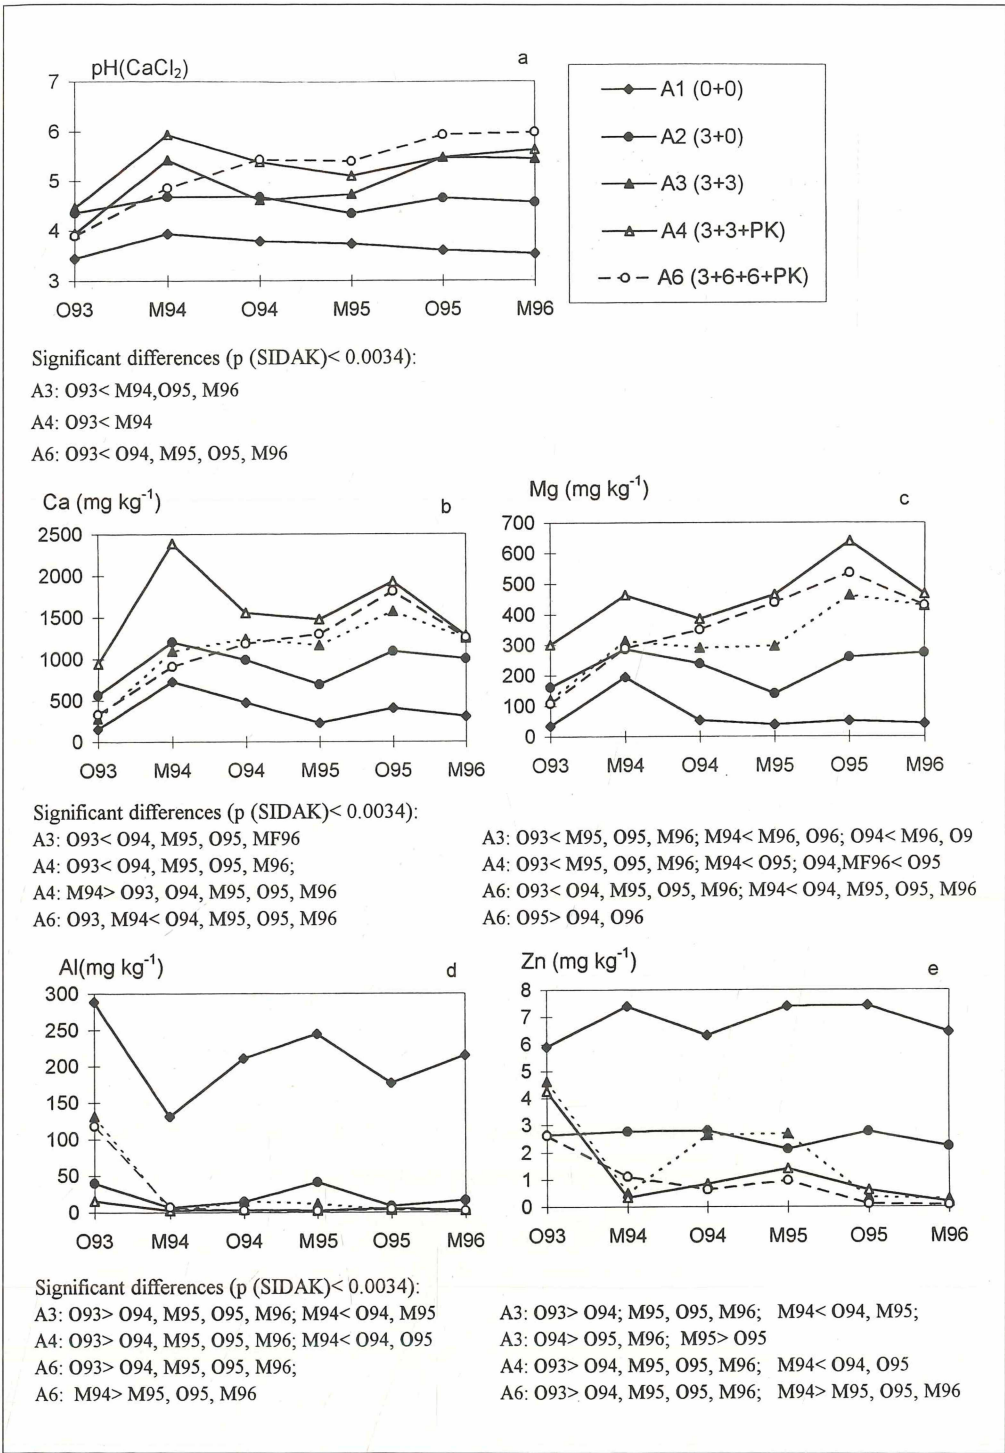 pH(CaCl₂)
a
7
6
5
4
3
O93 M94 O94 M95 O95 M96
A1 (0+0)
A2 (3+0)
A3 (3+3)
A4 (3+3+PK)
A6 (3+6+6+PK)
Significant differences (p (SIDAK)< 0.0034):
A3: O93< M94,O95, M96
A4: O93< M94
A6: O93< O94, M95, O95, M96
Ca (mg kg⁻¹)
b
2500
2000
1500
1000
500
0
O93 M94 O94 M95 O95 M96
Significant differences (p (SIDAK)< 0.0034):
A3: O93< O94, M95, O95, MF96
A4: O93< O94, M95, O95, M96;
A4: M94> O93, O94, M95, O95, M96
A6: O93, M94< O94, M95, O95, M96
Mg (mg kg⁻¹)
c
700
600
500
400
300
200
100
0
O93 M94 O94 M95 O95 M96
A3: O93< M95, O95, M96; M94< M96, O96; O94< M96, O9
A4: O93< M95, O95, M96; M94< O95; O94,MF96< O95
A6: O93< O94, M95, O95, M96; M94< O94, M95, O95, M96
A6: O95> O94, O96
Al(mg kg⁻¹)
d
300
250
200
150
100
50
0
O93 M94 O94 M95 O95 M96
Significant differences (p (SIDAK)< 0.0034):
A3: O93> O94, M95, O95, M96; M94< O94, M95
A4: O93> O94, M95, O95, M96; M94< O94, O95
A6: O93> O94, M95, O95, M96;
A6: M94> M95, O95, M96
Zn (mg kg⁻¹)
e
8
7
6
5
4
3
2
1
0
O93 M94 O94 M95 O95 M96
A3: O93> O94; M95, O95, M96; M94< O94, M95;
A3: O94> O95, M96; M95> O95
A4: O93> O94, M95, O95, M96; M94< O94, O95
A6: O93> O94, M95, O95, M96; M94> M95, O95, M96